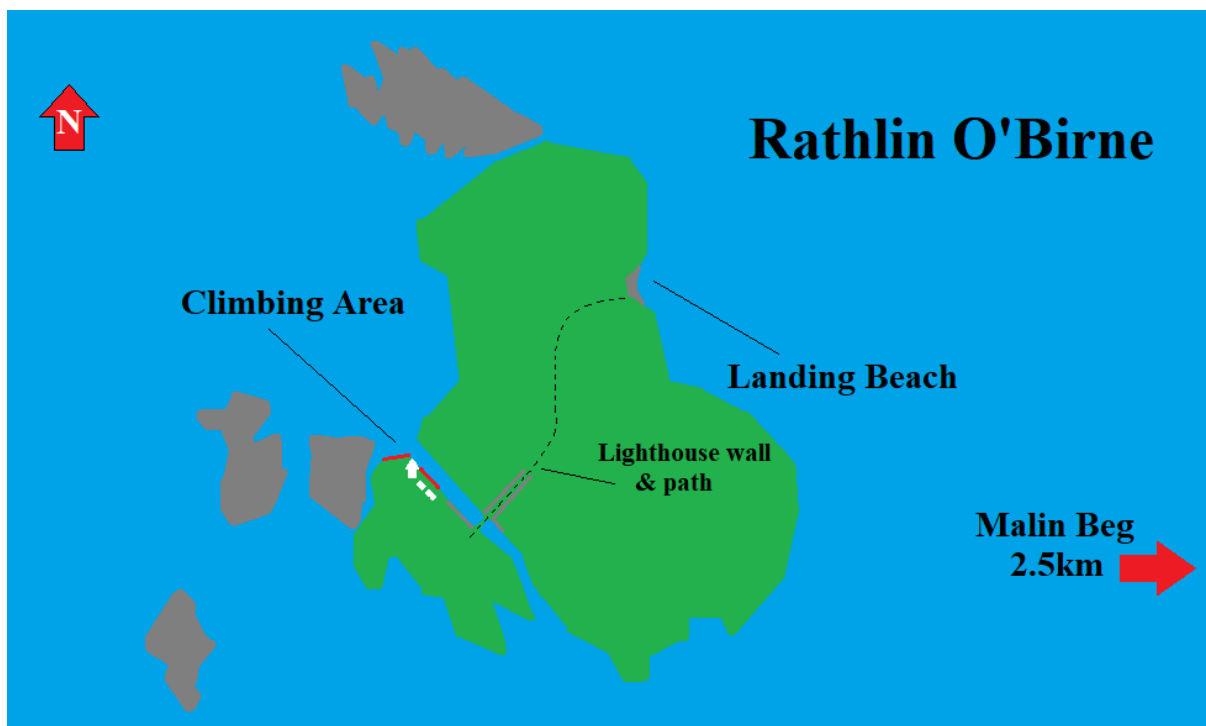 N
Rathlin O'Birne
Climbing Area
Landing Beach
Lighthouse wall
& path
Malin Beg
2.5km